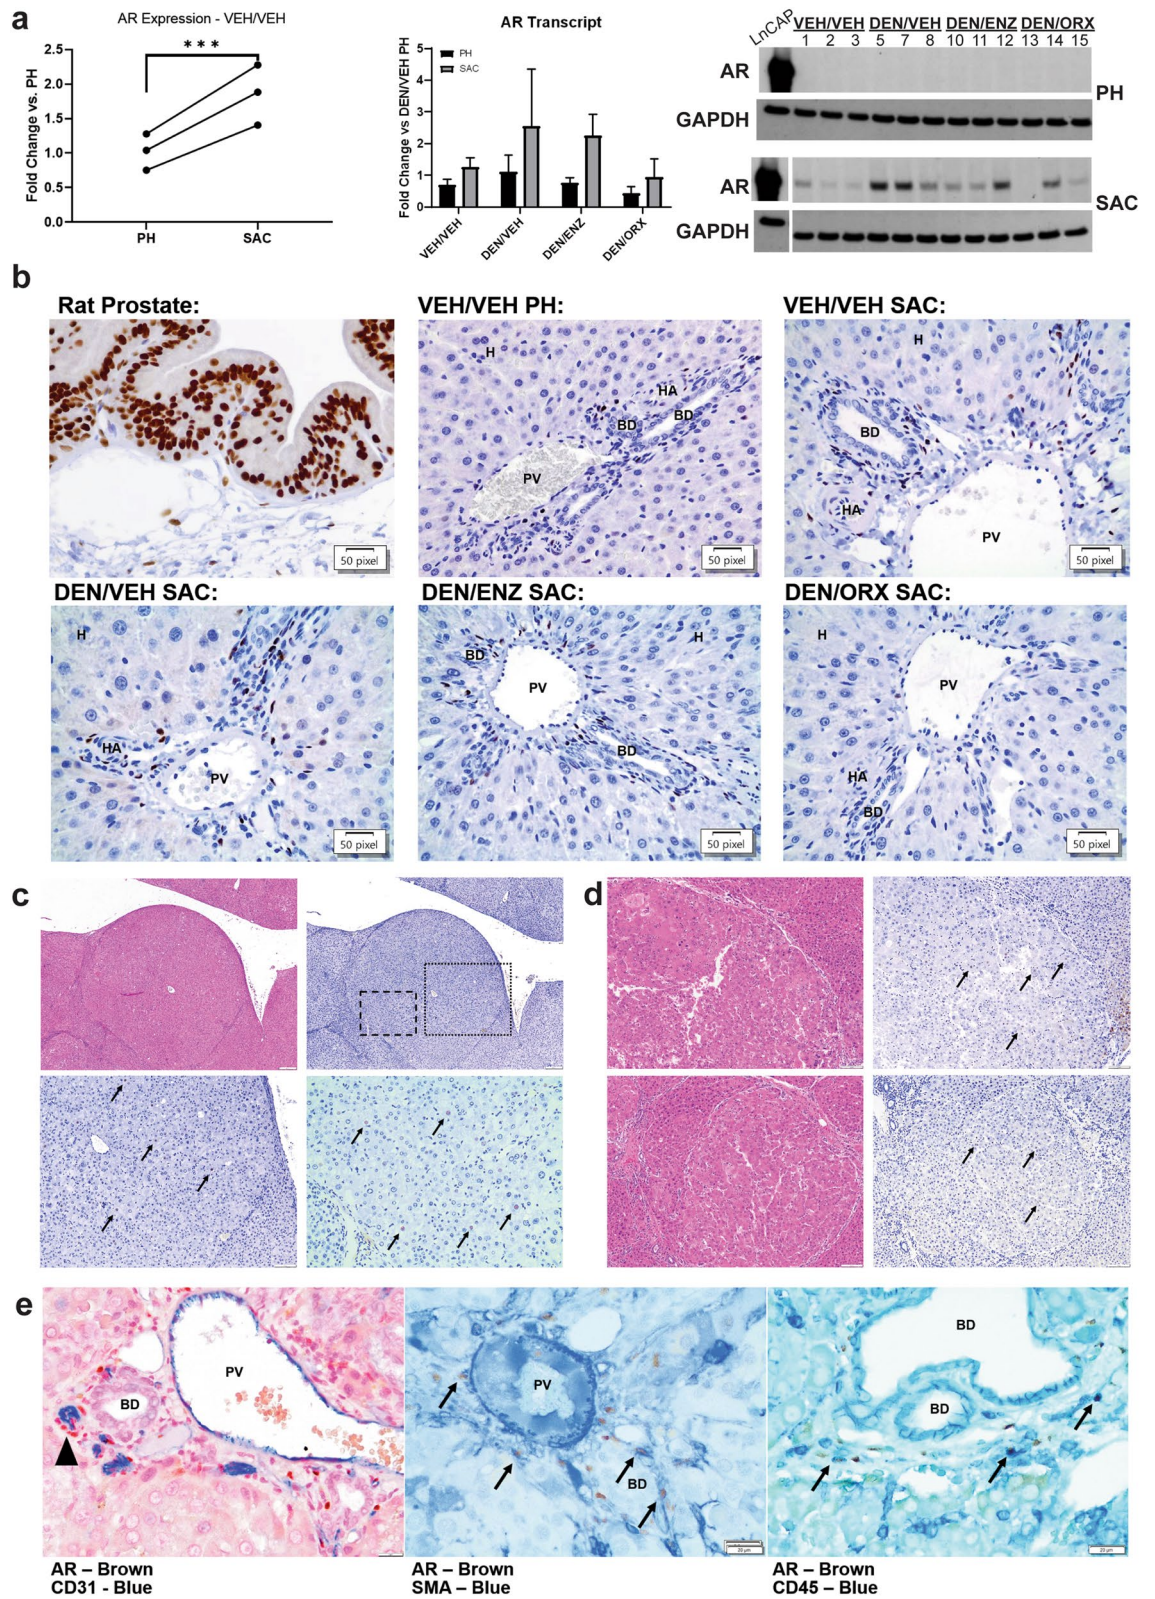 a
AR Expression - VEH/VEH
***
Fold Change vs. PH
2.5
2.0
1.5
1.0
0.5
0.0
PH
SAC
AR Transcript
Fold Change vs DEN/VEH PH
5
4
3
2
1
0
PH
SAC
VEH/VEH
DEN/VEH
DEN/ENZ
DEN/ORX
LnCAP
VEH/VEH DEN/VEH DEN/ENZ DEN/ORX
1 2 3 5 7 8 10 11 12 13 14 15
AR
PH
GAPDH
AR
SAC
GAPDH
b
Rat Prostate:
50 pixel
VEH/VEH PH:
H
HA
BD
BD
PV
50 pixel
VEH/VEH SAC:
H
BD
HA
PV
50 pixel
DEN/VEH SAC:
H
HA
PV
50 pixel
DEN/ENZ SAC:
H
BD
PV
BD
50 pixel
DEN/ORX SAC:
H
PV
HA
BD
50 pixel
c
d
e
PV
BD
AR – Brown
CD31 - Blue
PV
BD
20 µm
AR – Brown
SMA – Blue
BD
BD
20 µm
AR – Brown
CD45 – Blue